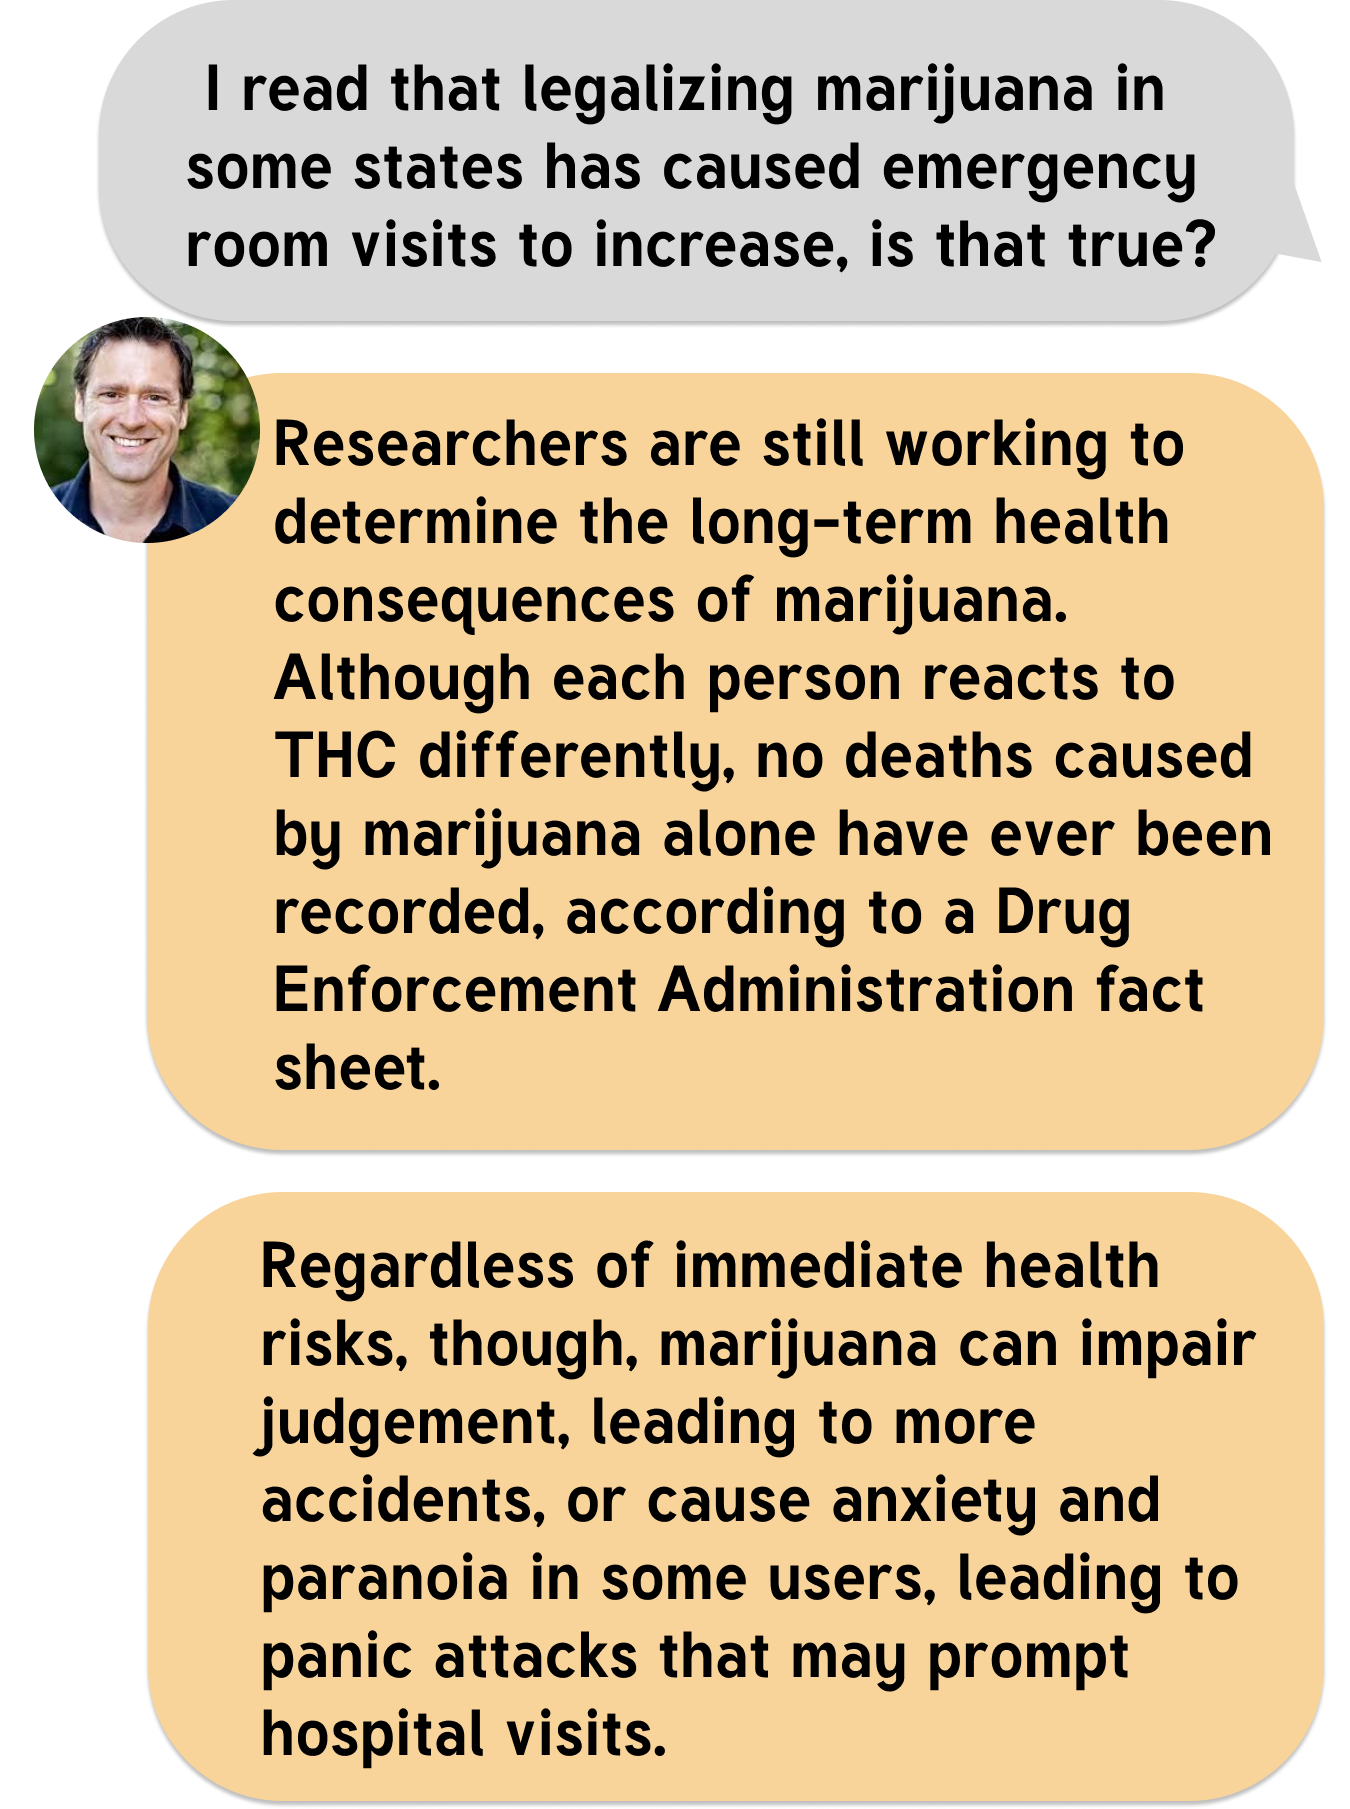 I read that legalizing marijuana in
some states has caused emergency
room visits to increase, is that true?
Researchers are still working to
determine the long-term health
consequences of marijuana.
Although each person reacts to
THC differently, no deaths caused
by marijuana alone have ever been
recorded, according to a Drug
Enforcement Administration fact
sheet.
Regardless of immediate health
risks, though, marijuana can impair
judgement, leading to more
accidents, or cause anxiety and
paranoia in some users, leading to
panic attacks that may prompt
hospital visits.